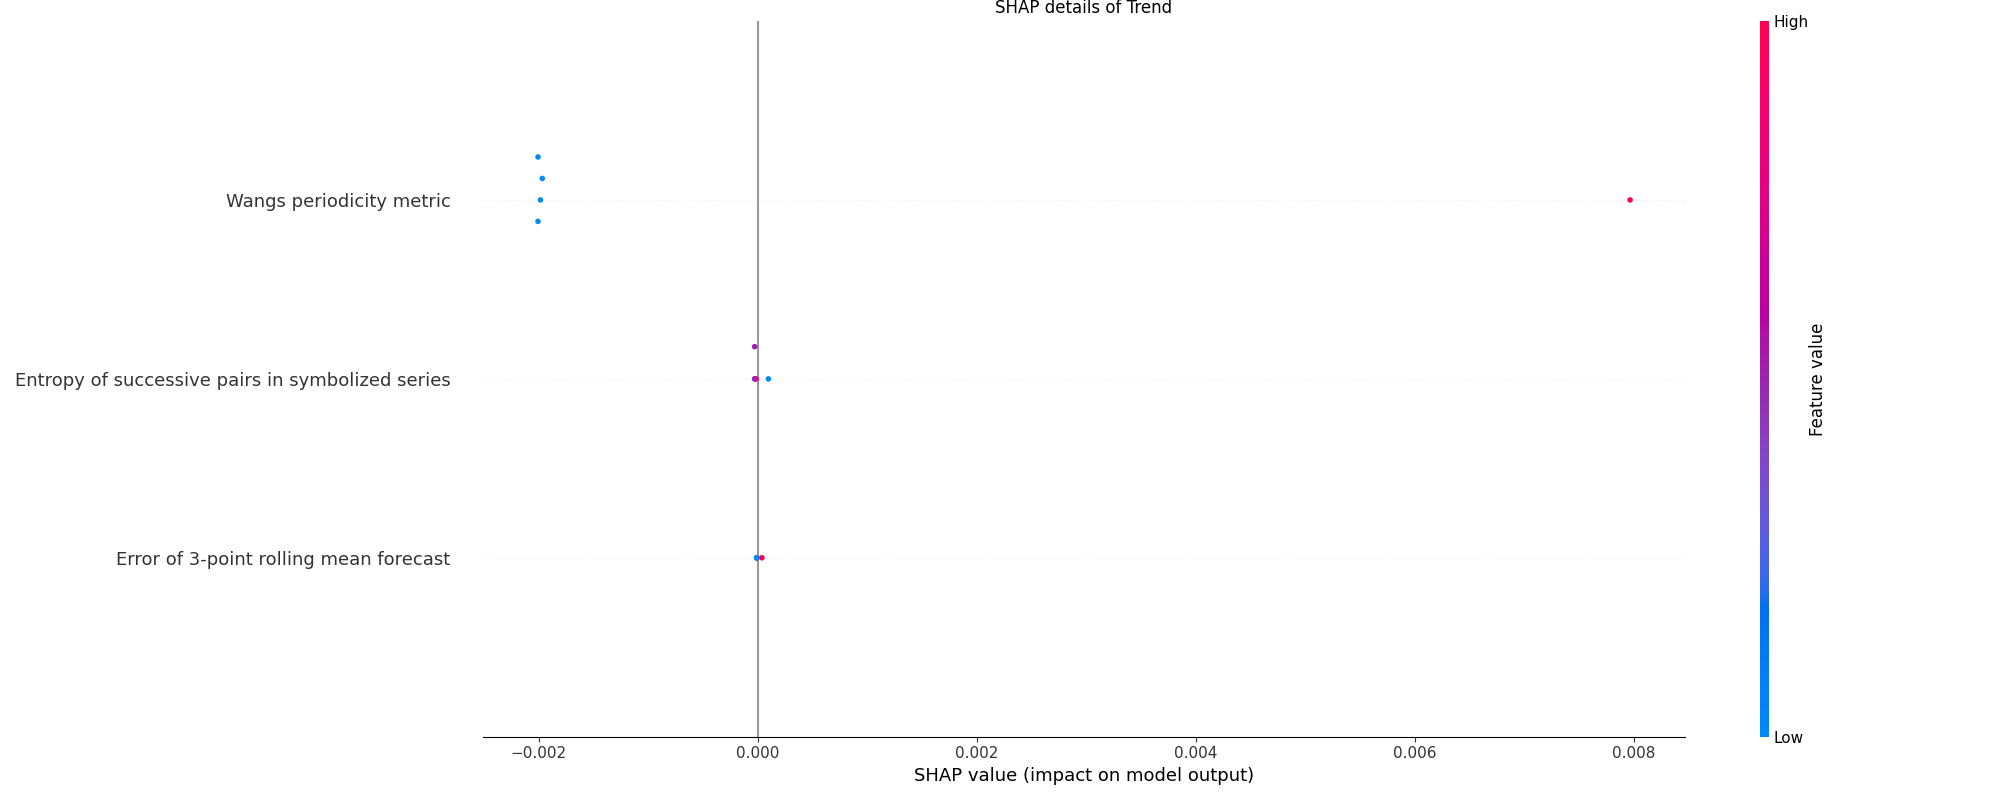 SHAP details of Trend
High
Wangs periodicity metric
Entropy of successive pairs in symbolized series
Error of 3-point rolling mean forecast
Feature value
Low
−0.002
0.000
0.002
0.004
0.006
0.008
SHAP value (impact on model output)